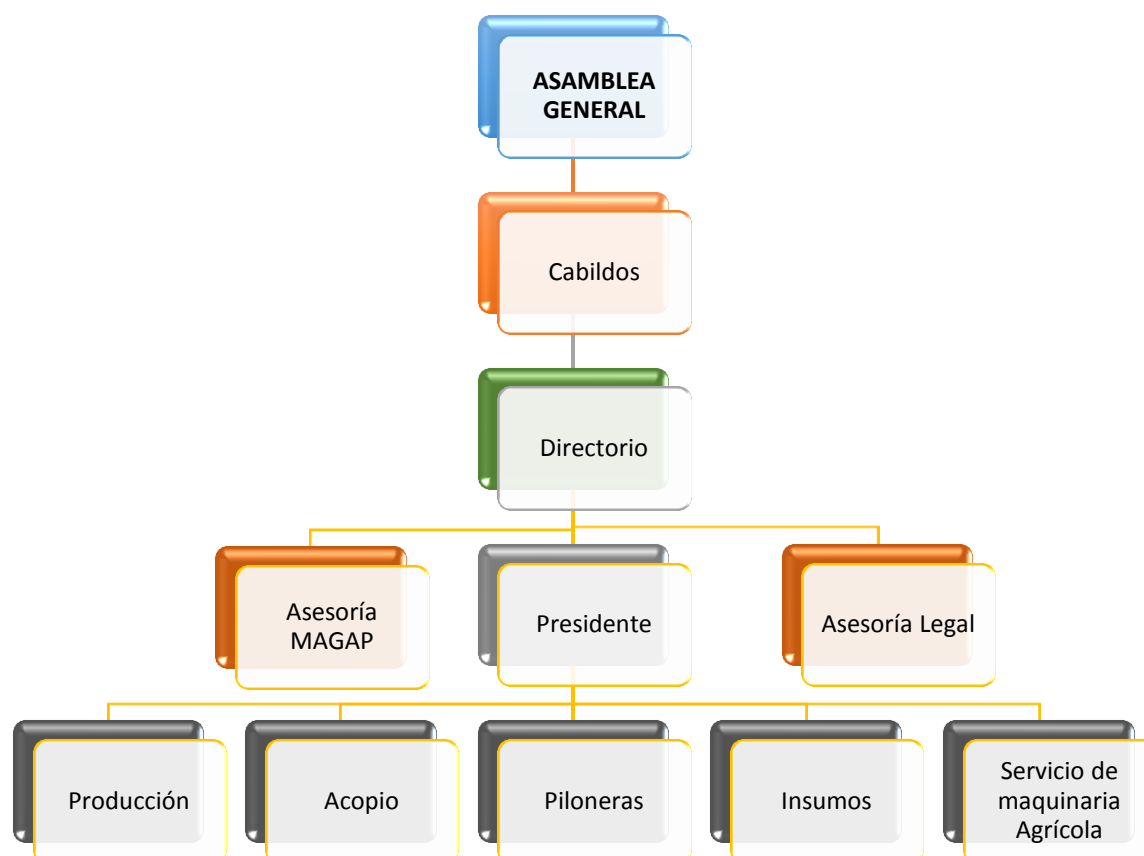 ASAMBLEA
GENERAL
Cabildos
Directorio
Asesoría
MAGAP
Presidente
Asesoría Legal
Producción
Acopio
Piloneras
Insumos
Servicio de
maquinaria
Agrícola